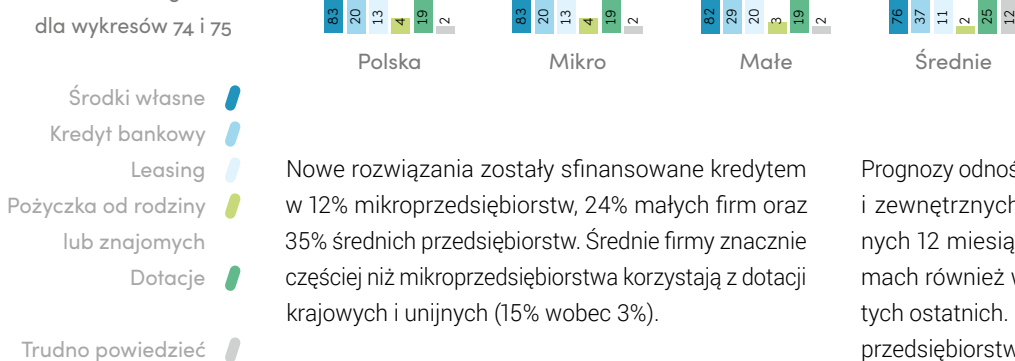 dla wykresów 74 i 75
Środki własne
Kredyt bankowy
Leasing
Pożyczka od rodziny
lub znajomych
Dotacje
Trudno powiedzieć
83 20 13 4 19 2
Polska
83 20 13 4 19 2
Mikro
82 29 20 3 19 2
Małe
76 37 11 2 25 12
Średnie
Nowe rozwiązania zostały sfinansowane kredytem
w 12% mikroprzedsiębiorstw, 24% małych firm oraz
35% średnich przedsiębiorstw. Średnie firmy znacznie
częściej niż mikroprzedsiębiorstwa korzystają z dotacji
krajowych i unijnych (15% wobec 3%).
Prognozy odnoś
i zewnętrznych
nych 12 miesią
mach również w
tych ostatnich.
przedsiębiorstw